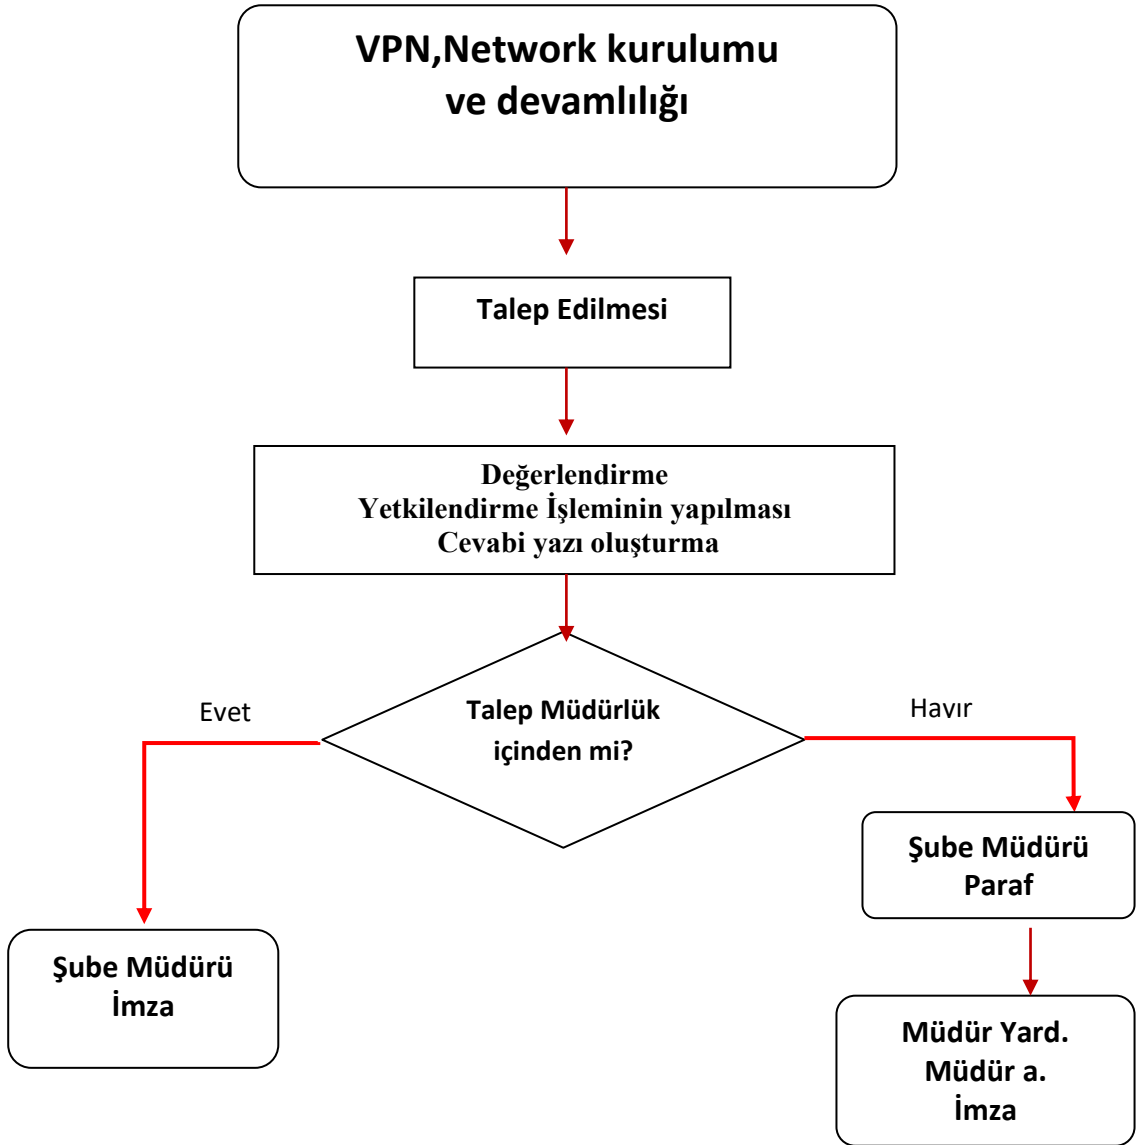 VPN,Network kurulumu
ve devamlılığı
Talep Edilmesi
Değerlendirme
Yetkilendirme İşleminin yapılması
Cevabi yazı oluşturma
Talep Müdürlük
içinden mi?
Evet
Havır
Şube Müdürü
Paraf
Şube Müdürü
İmza
Müdür Yard.
Müdür a.
İmza